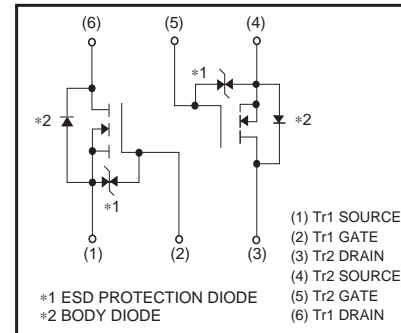 (6) (5) (4)
∗1
∗2 ∗2
∗1
(1) (2) (3)
(1) Tr1 SOURCE
(2) Tr1 GATE
(3) Tr2 DRAIN
(4) Tr2 SOURCE
(5) Tr2 GATE
(6) Tr1 DRAIN
∗1 ESD PROTECTION DIODE
∗2 BODY DIODE